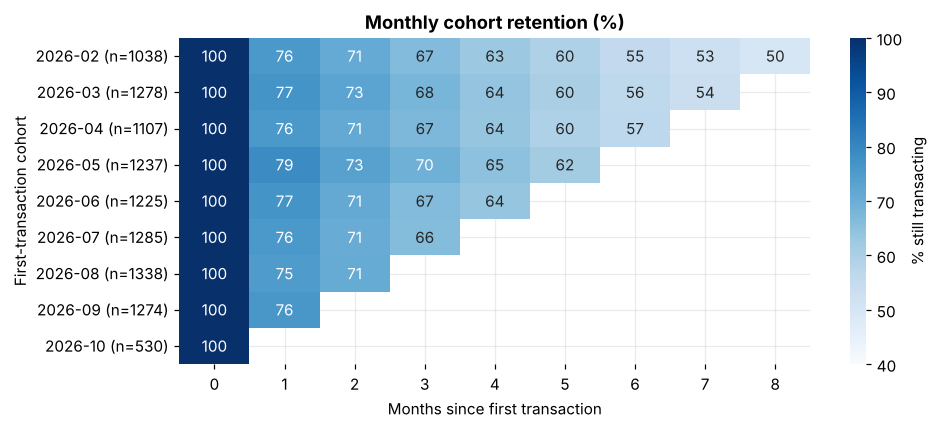 Monthly cohort retention (%)
First-transaction cohort
2026-02 (n=1038) 100 76 71 67 63 60 55 53 50
2026-03 (n=1278) 100 77 73 68 64 60 56 54
2026-04 (n=1107) 100 76 71 67 64 60 57
2026-05 (n=1237) 100 79 73 70 65 62
2026-06 (n=1225) 100 77 71 67 64
2026-07 (n=1285) 100 76 71 66
2026-08 (n=1338) 100 75 71
2026-09 (n=1274) 100 76
2026-10 (n=530) 100
0 1 2 3 4 5 6 7 8
Months since first transaction
100
90
80
70
60
50
40
% still transacting